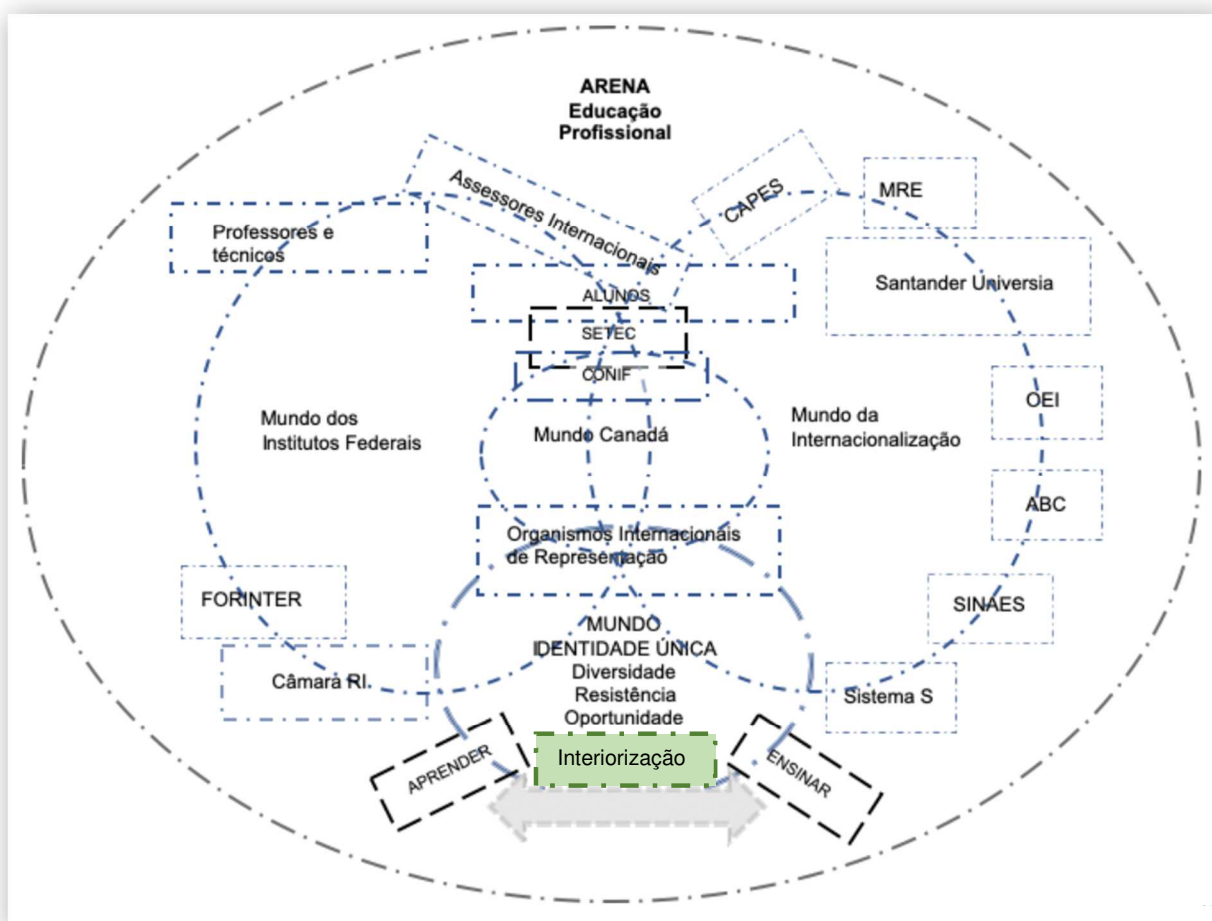 ARENA
Educação
Profissional
Assessores Internacionais
CAPES
MRE
Professores e
técnicos
Santander Universia
ALUNOS
SETEC
CONIF
OEI
Mundo dos
Institutos Federais
Mundo Canadá
Mundo da
Internacionalização
ABC
Organismos Internacionais
de Representação
FORINTER
SINAES
MUNDO
IDENTIDADE ÚNICA
Diversidade
Resistência
Oportunidade
Câmara RI
Sistema S
APRENDER
Interiorização
ENSINAR